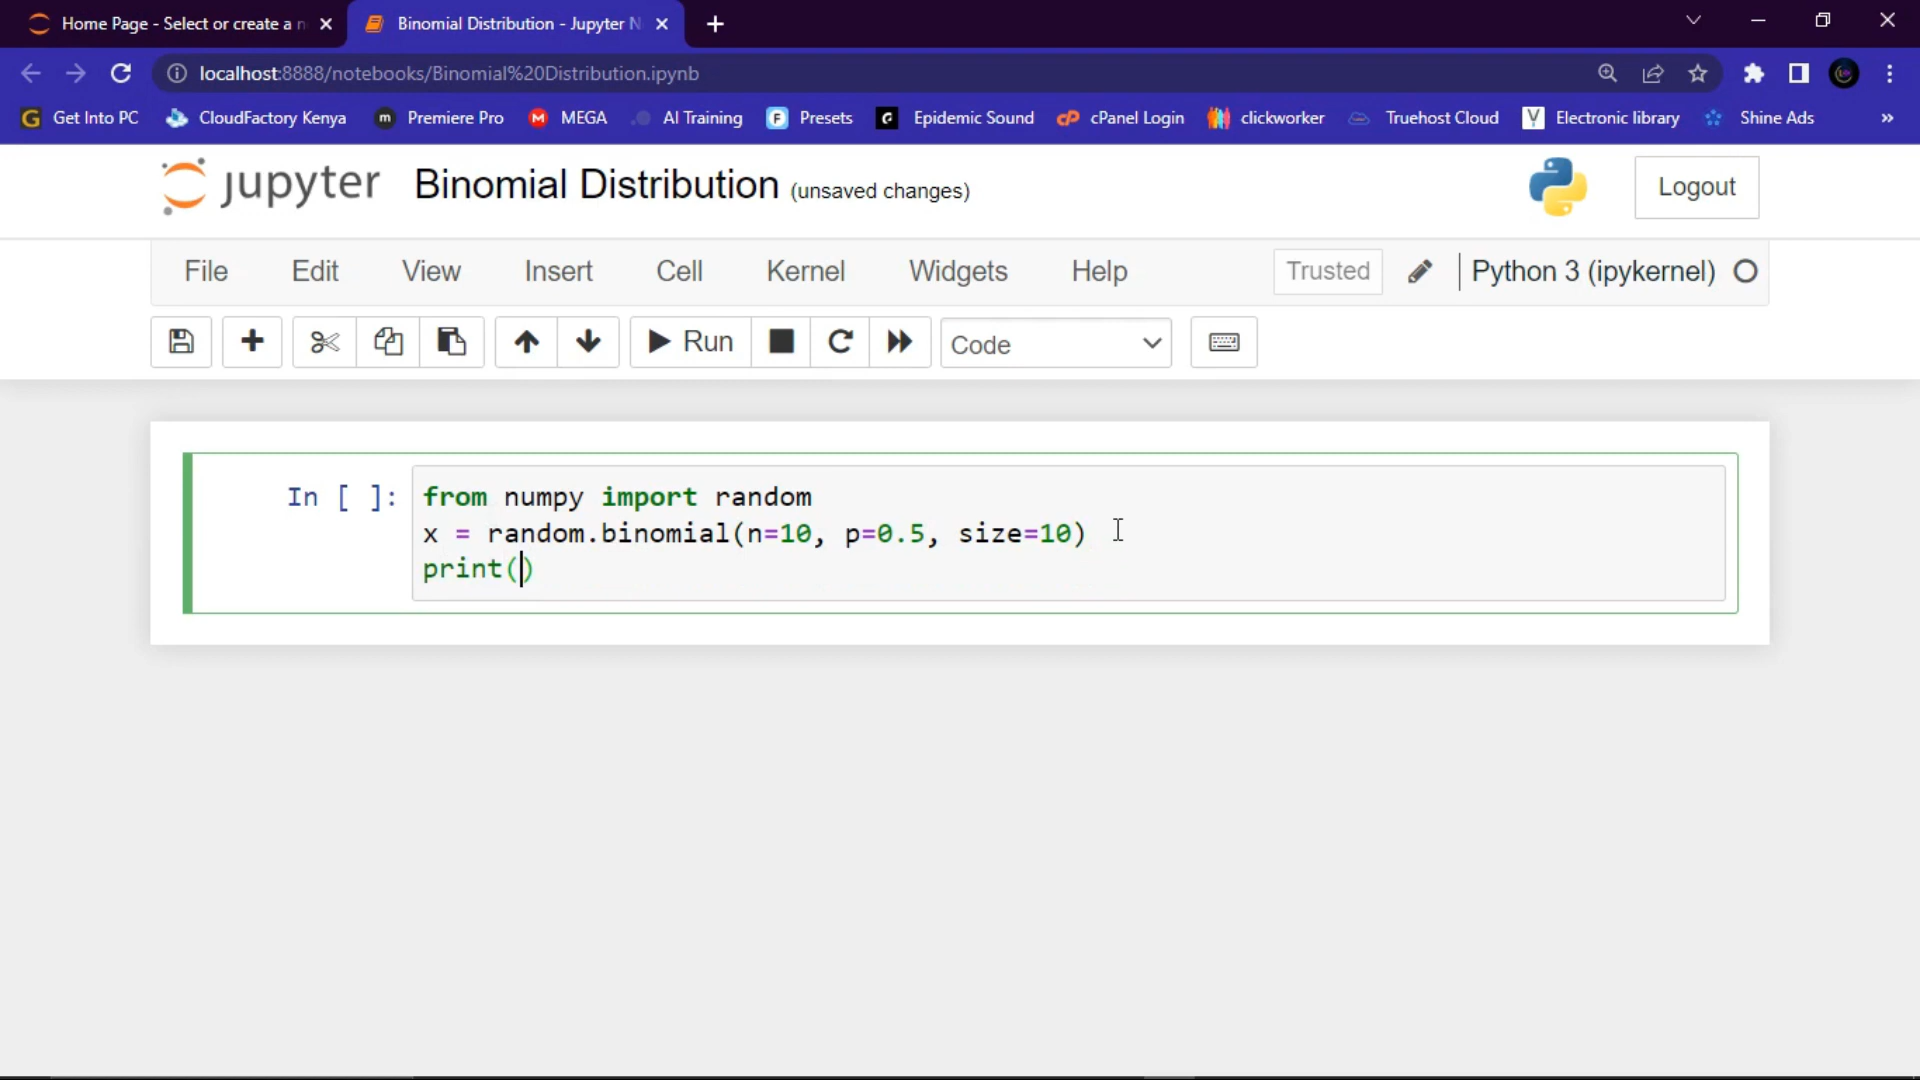 Home Page - Select or create a n
Binomial Distribution - Jupyter N
localhost:8888/notebooks/Binomial%20Distribution.ipynb
Get Into PC
CloudFactory Kenya
Premiere Pro
MEGA
AI Training
Presets
Epidemic Sound
cPanel Login
clickworker
Truehost Cloud
Electronic library
Shine Ads
jupyter Binomial Distribution (unsaved changes)
Logout
File Edit View Insert Cell Kernel Widgets Help
Trusted
Python 3 (ipykernel)
Run
Code
In [ ]:
from numpy import random
x = random.binomial(n=10, p=0.5, size=10)
print()